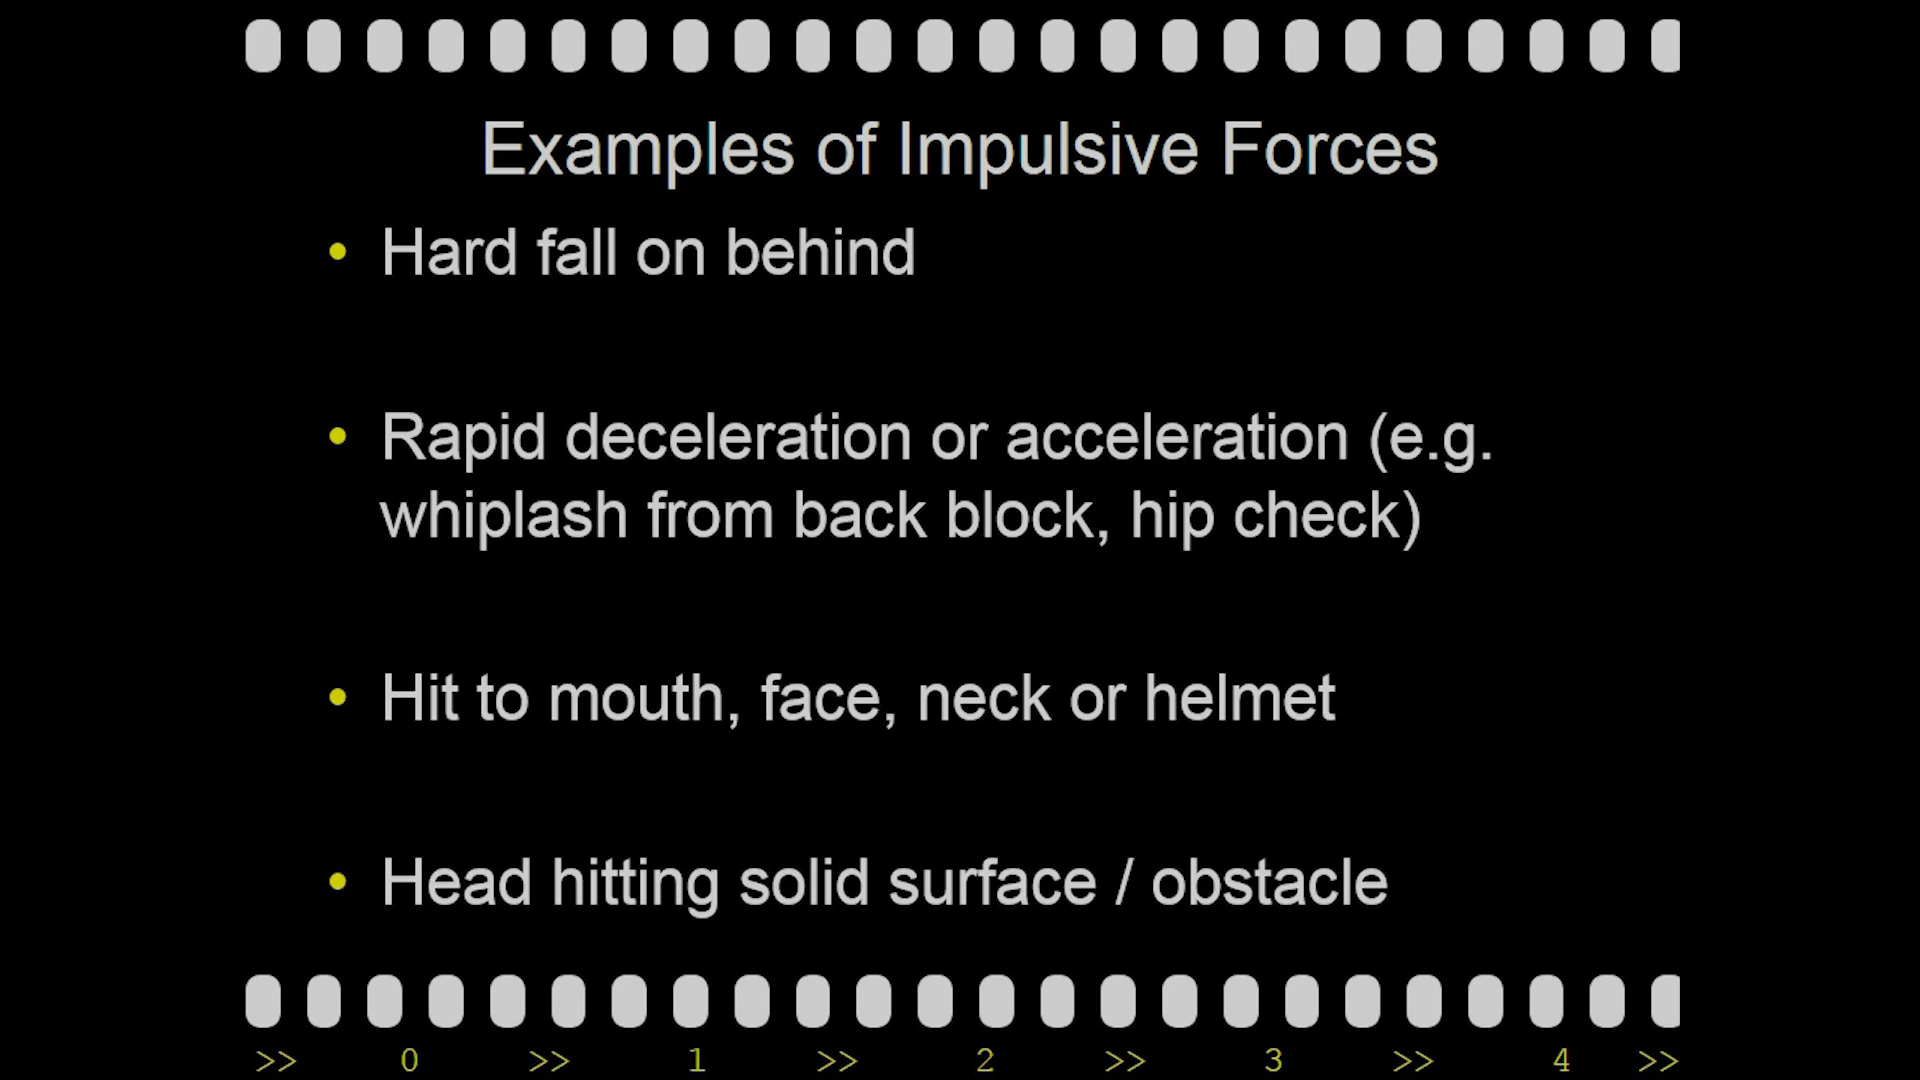 Examples of Impulsive Forces
• Hard fall on behind
• Rapid deceleration or acceleration (e.g.
whiplash from back block, hip check)
• Hit to mouth, face, neck or helmet
• Head hitting solid surface / obstacle
>> 0 >> 1 >> 2 >> 3 >> 4 >>